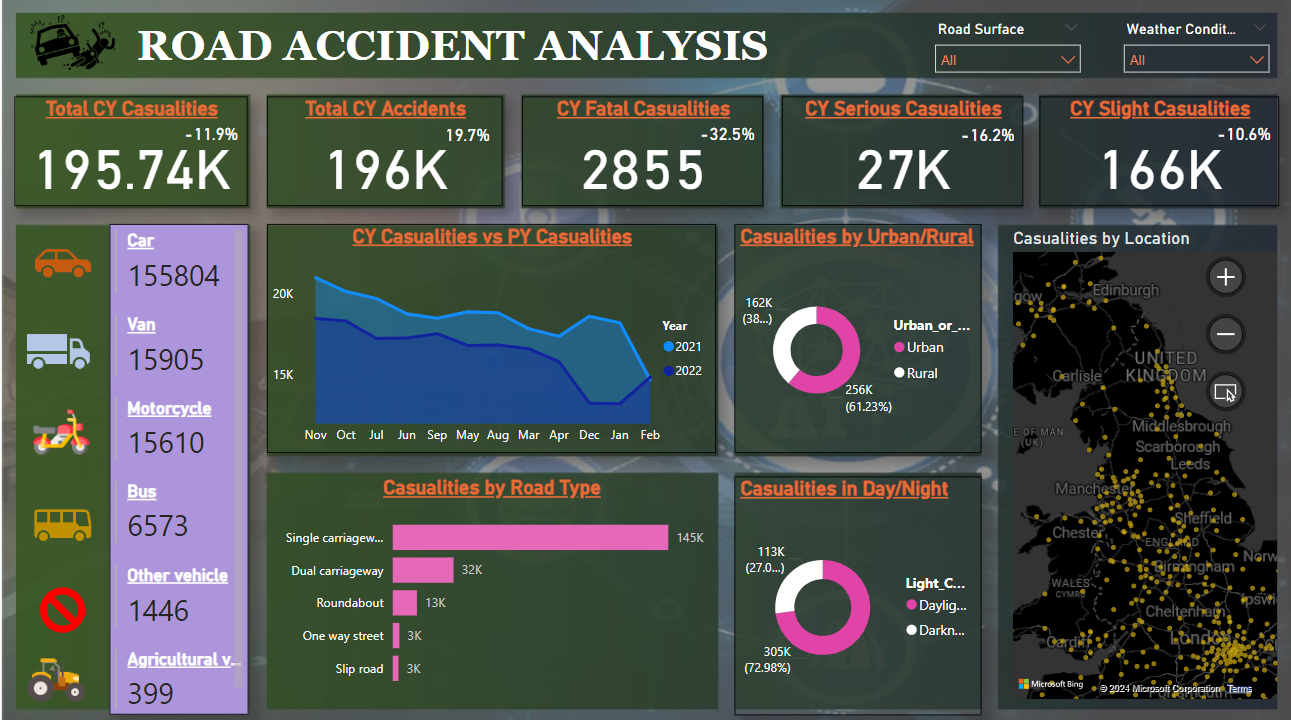 ROAD ACCIDENT ANALYSIS
Road Surface
All
Weather Condit...
All
Total CY Casualities
-11.9%
195.74K
Total CY Accidents
19.7%
196K
CY Fatal Casualities
-32.5%
2855
CY Serious Casualities
-16.2%
27K
CY Slight Casualities
-10.6%
166K
Car
155804
Van
15905
Motorcycle
15610
Bus
6573
Other vehicle
1446
Agricultural v...
399
CY Casualities vs PY Casualities
20K
15K
Nov Oct Jul Jun Sep May Aug Mar Apr Dec Jan Feb
Year
2021
2022
Casualities by Urban/Rural
162K
(38...)
256K
(61.23%)
Urban_or_...
Urban
Rural
Casualities by Road Type
Single carriagew... 145K
Dual carriageway 32K
Roundabout 13K
One way street 3K
Slip road 3K
Casualities in Day/Night
113K
(27.0...)
305K
(72.98%)
Light_C...
Daylig...
Darkn...
Casualities by Location
gow
Edinburgh
UNITED
KINGDOM
Carlisle
Middlesbrough
E OF MAN
(UK)
Scarborough
Leeds
Manchester
Sheffield
Chester
ENGLAND
Norw
Birmingham
WALES
CYMRU
Cheltenham
pswi
Cardiff
London
Portsmouth
Microsoft Bing
© 2024 Microsoft Corporation Terms